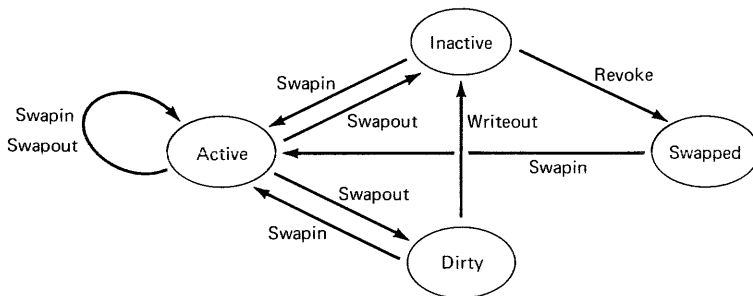 Inactive
Swapin
Revoke
Swapin
Swapout
Writeout
Swapout
Active
Swapped
Swapin
Swapout
Swapin
Dirty